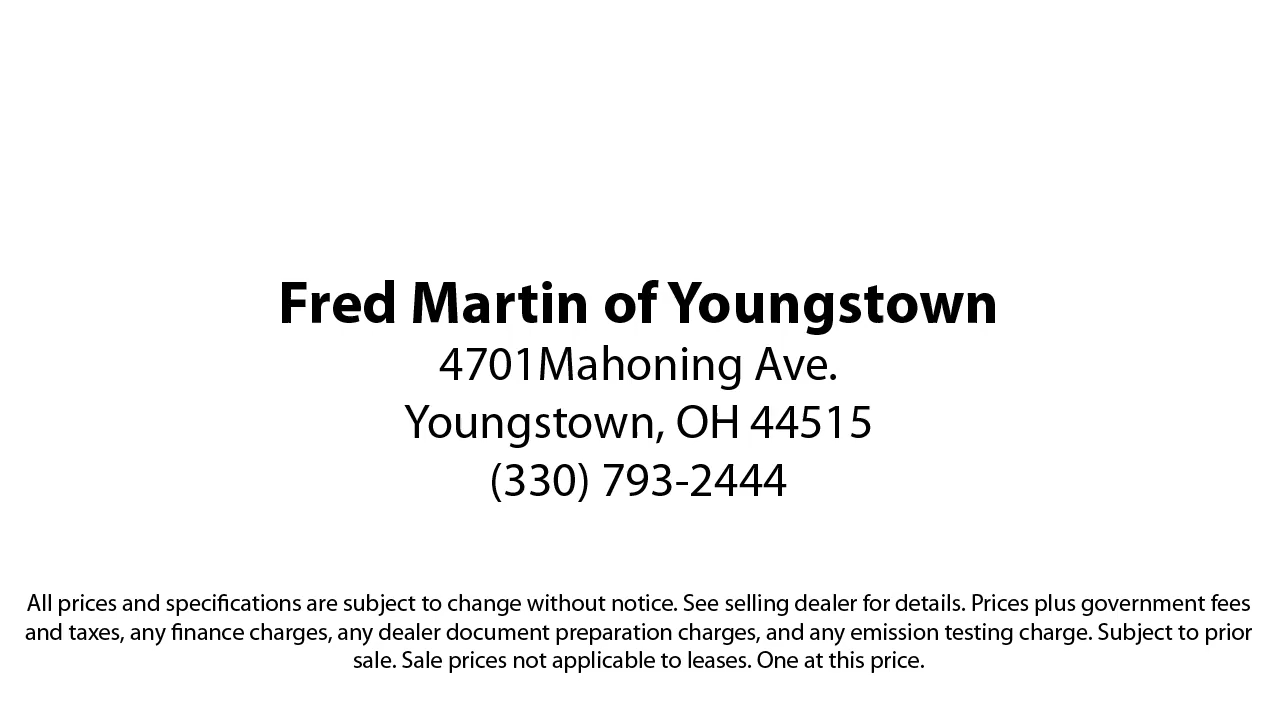 Fred Martin of Youngstown
4701Mahoning Ave.
Youngstown, OH 44515
(330) 793-2444
All prices and specifications are subject to change without notice. See selling dealer for details. Prices plus government fees
and taxes, any finance charges, any dealer document preparation charges, and any emission testing charge. Subject to prior
sale. Sale prices not applicable to leases. One at this price.